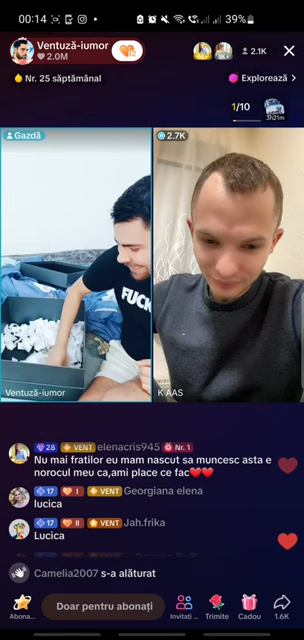 00:14
39%
Ventuză-iumor
2.0M
2.1K
Nr. 25 săptămânal
Explorează >
1/10
3h21m
Gazdă
2.7K
FUCK
Ventuză-iumor
K AAS
28 VENT elenacris945 Nr. 1
Nu mai fratilor eu mam nascut sa muncesc asta e
norocul meu ca,ami place ce fac❤❤
17 I VENT Georgiana elena
lucica
17 II VENT Jah.frika
Lucica
Camelia2007 s-a alăturat
Abona...
Doar pentru abonați
Invitați ...
Trimite
Cadou
1.6K